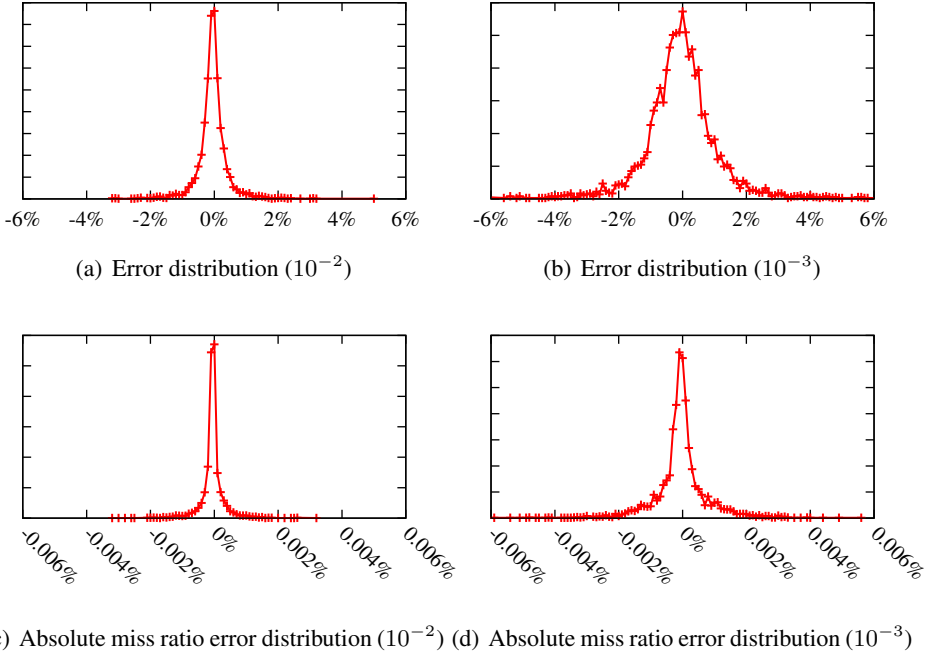 -6% -4% -2% 0% 2% 4% 6%
-6% -4% -2% 0% 2% 4% 6%
(a) Error distribution (10⁻²)
(b) Error distribution (10⁻³)
-0.006% -0.004% -0.002% 0% 0.002% 0.004% 0.006%
-0.006% -0.004% -0.002% 0% 0.002% 0.004% 0.006%
) Absolute miss ratio error distribution (10⁻²)
(d) Absolute miss ratio error distribution (10⁻³)